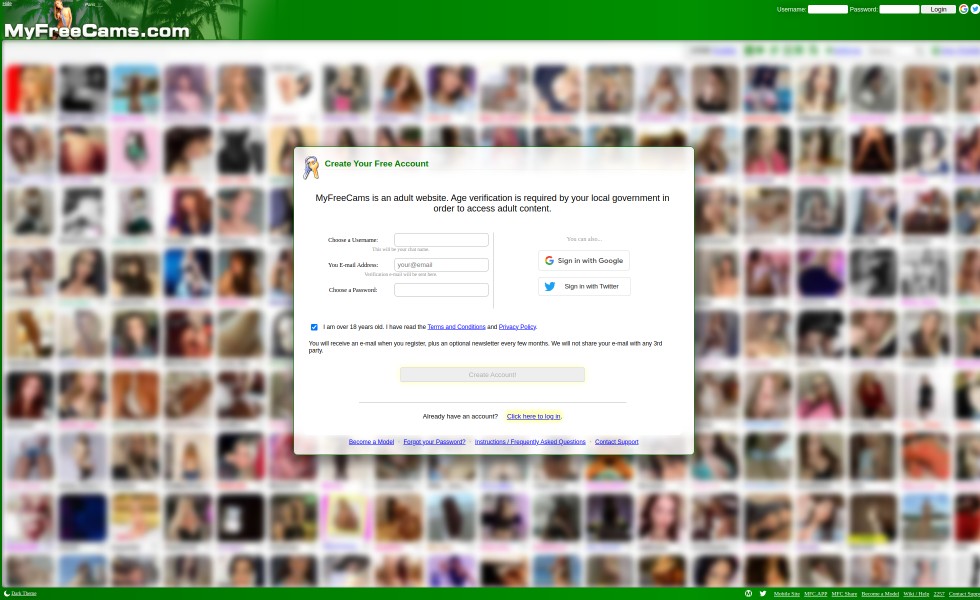 Username: Password: Login
MyFreeCams.com
Create Your Free Account
MyFreeCams is an adult website. Age verification is required by your local government in
order to access adult content.
Choose a Username:
This will be your chat name.
You E-mail Address: your@email
Verification e-mail will be sent here.
Choose a Password:
You can also...
Sign in with Google
Sign in with Twitter
I am over 18 years old. I have read the Terms and Conditions and Privacy Policy.
You will receive an e-mail when you register, plus an optional newsletter every few months. We will not share your e-mail with any 3rd
party.
Create Account!
Already have an account? Click here to log in.
Become a Model - Forgot your Password? - Instructions / Frequently Asked Questions - Contact Support
Dark Theme
Mobile Site MFC.APP MFC Share Become a Model Wiki / Help 2257 Contact